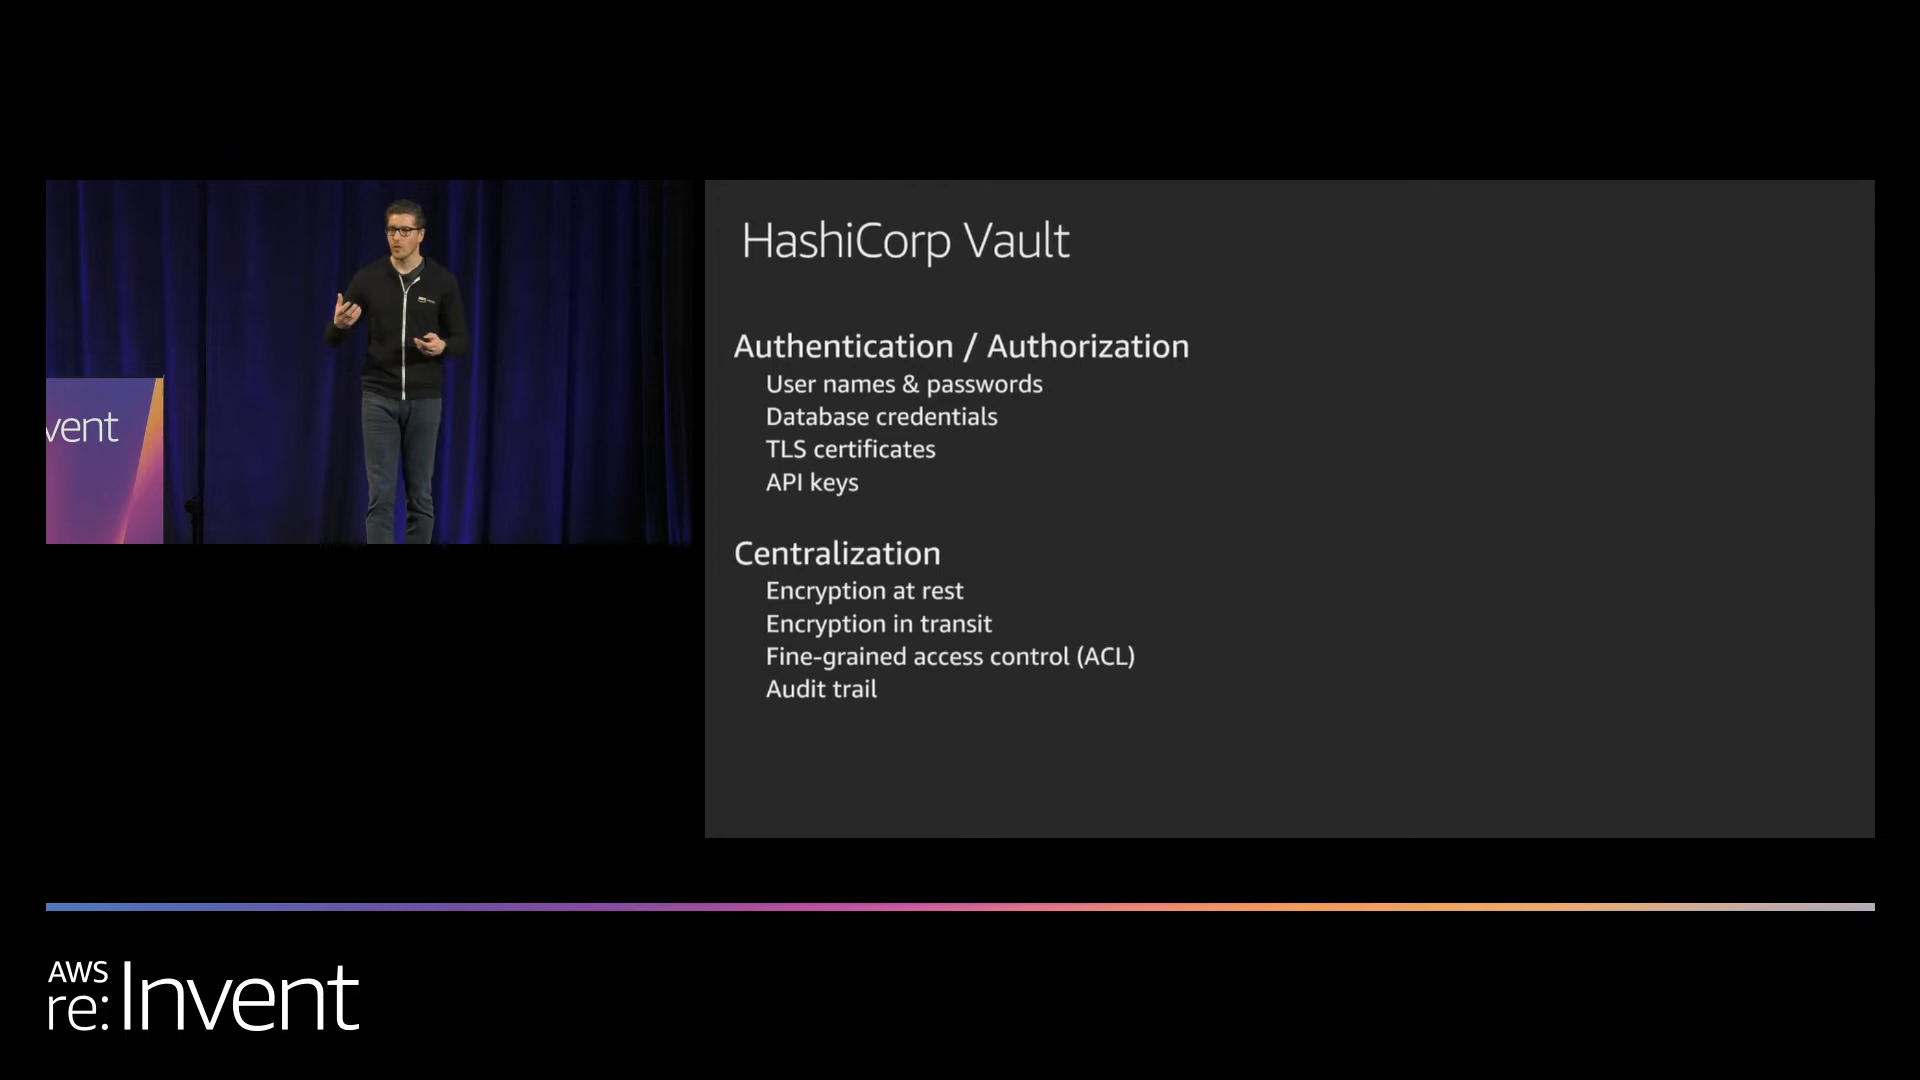 vent
HashiCorp Vault
Authentication / Authorization
User names & passwords
Database credentials
TLS certificates
API keys
Centralization
Encryption at rest
Encryption in transit
Fine-grained access control (ACL)
Audit trail
AWS
re:Invent